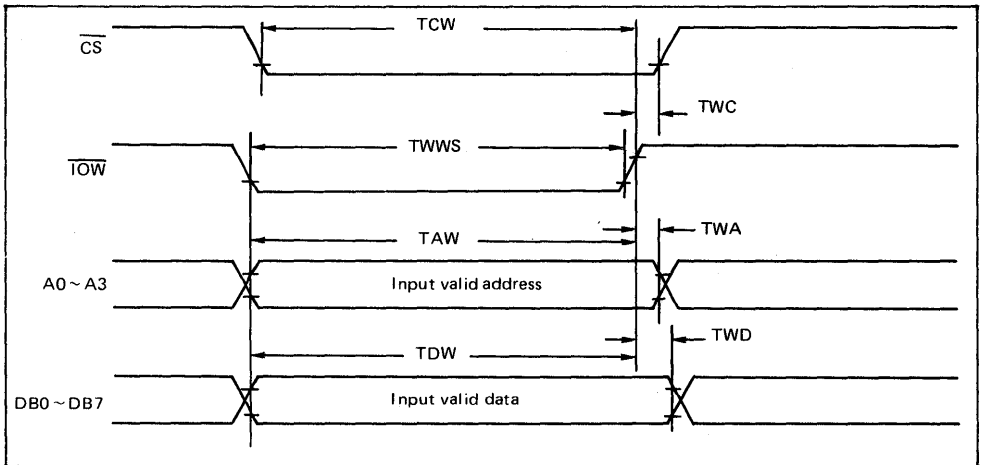 TCW
CS
TWC
TWWS
IOW
TWA
TAW
A0~A3
Input valid address
TWD
TDW
DB0~DB7
Input valid data